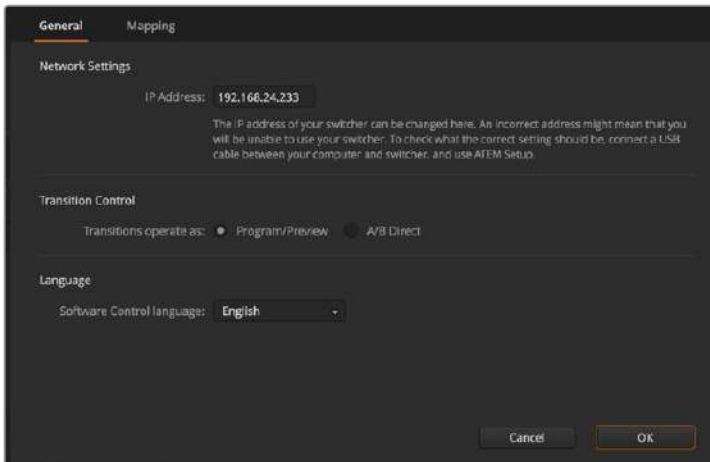 General Mapping
Network Settings
IP Address: 192.168.24.233
The IP address of your switcher can be changed here. An incorrect address might mean that you
will be unable to use your switcher. To check what the correct setting should be, connect a USB
cable between your computer and switcher, and use ATEM Setup.
Transition Control
Transitions operate as: Program/Preview A/B Direct
Language
Software Control language: English
Cancel OK